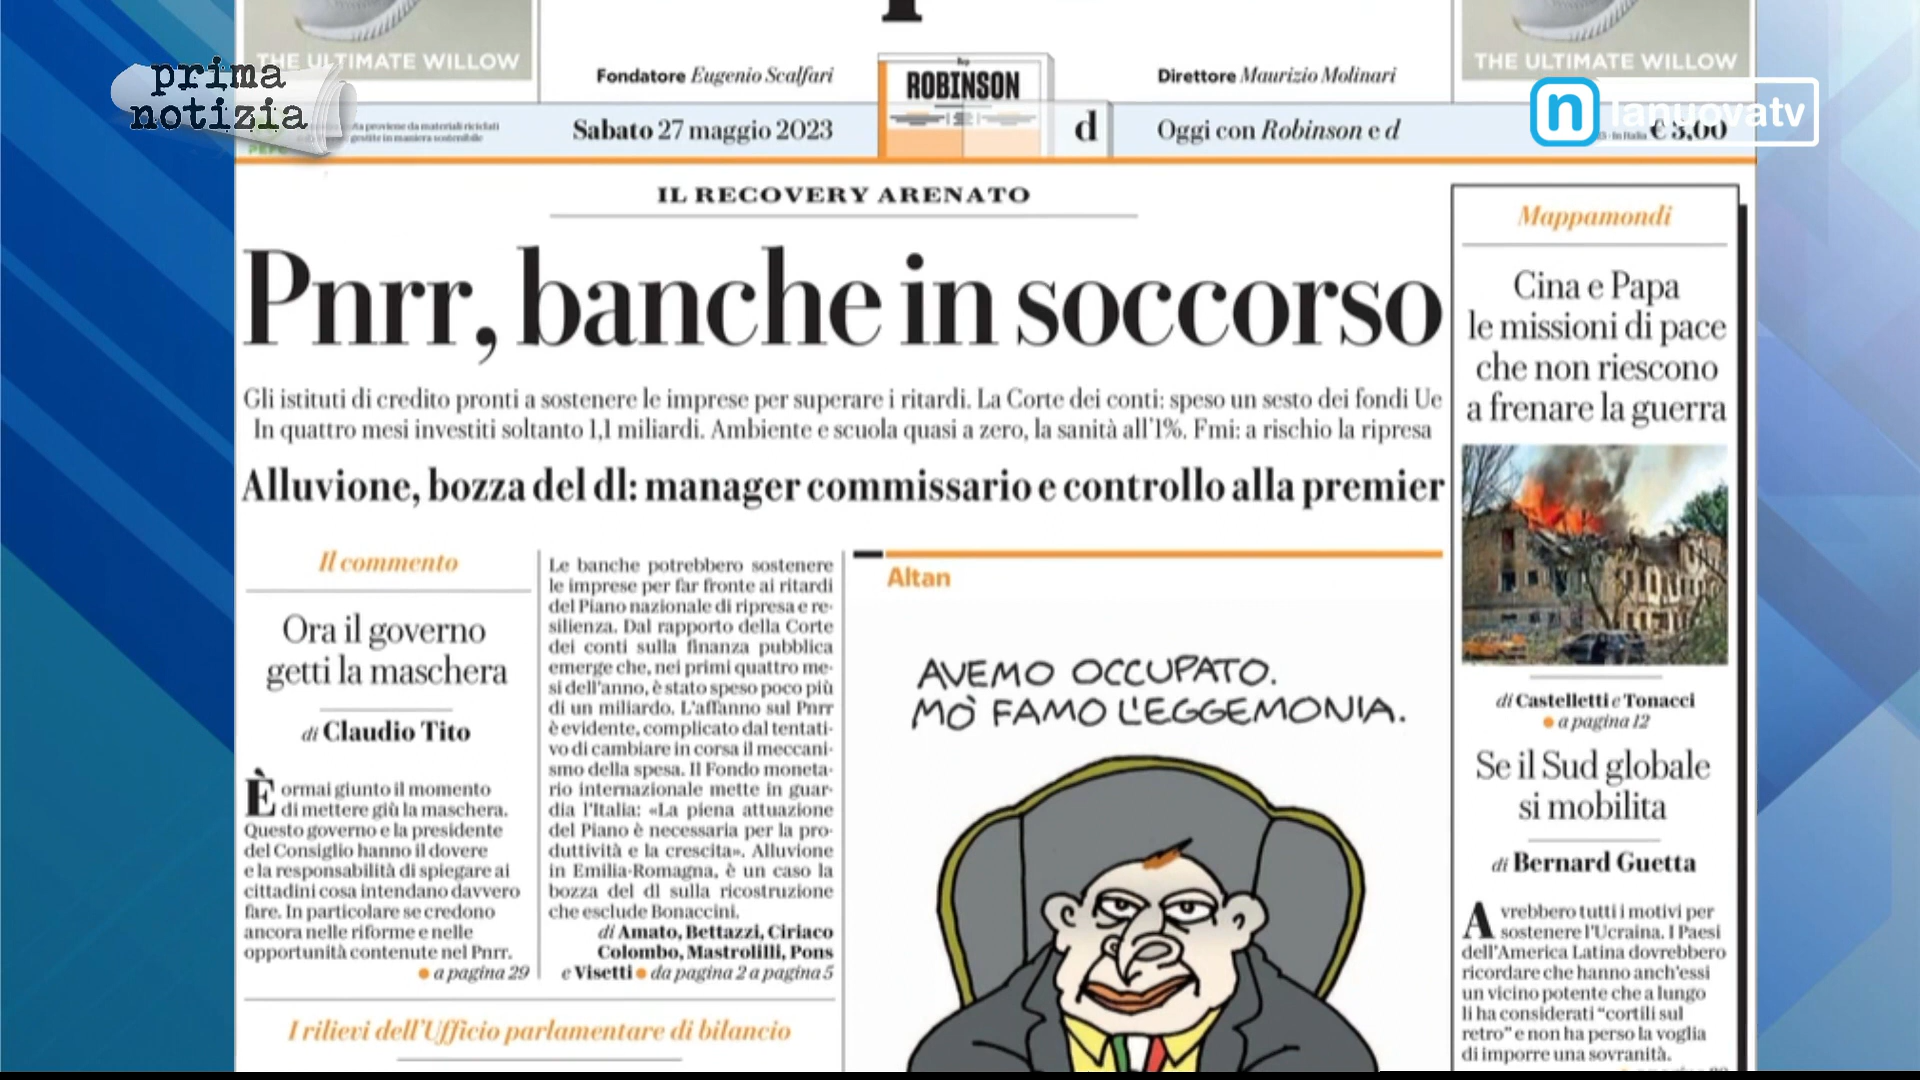 THE ULTIMATE WILLOW
THE ULTIMATE WILLOW
prima
notizia
Fondatore Eugenio Scalfari
ROBINSON
Direttore Maurizio Molinari
n lanuovatv
Sabato 27 maggio 2023
d
Oggi con Robinson e d
€ 3,00
IL RECOVERY ARENATO
Pnrr, banche in soccorso
Gli istituti di credito pronti a sostenere le imprese per superare i ritardi. La Corte dei conti: speso un sesto dei fondi Ue
In quattro mesi investiti soltanto 1,1 miliardi. Ambiente e scuola quasi a zero, la sanità all'1%. Fmi: a rischio la ripresa
Alluvione, bozza del dl: manager commissario e controllo alla premier
Il commento
Ora il governo
getti la maschera
di Claudio Tito
È ormai giunto il momento
di mettere giù la maschera.
Questo governo e la presidente
del Consiglio hanno il dovere
e la responsabilità di spiegare ai
cittadini cosa intendano davvero
fare. In particolare se credono
ancora nelle riforme e nelle
opportunità contenute nel Pnrr.
● a pagina 29
Le banche potrebbero sostenere
le imprese per far fronte ai ritardi
del Piano nazionale di ripresa e re-
silienza. Dal rapporto della Corte
dei conti sulla finanza pubblica
emerge che, nei primi quattro me-
si dell'anno, è stato speso poco più
di un miliardo. L'affanno sul Pnrr
è evidente, complicato dal tentati-
vo di cambiare in corsa il meccani-
smo della spesa. Il Fondo moneta-
rio internazionale mette in guar-
dia l'Italia: «La piena attuazione
del Piano è necessaria per la pro-
duttività e la crescita». Alluvione
in Emilia-Romagna, è un caso la
bozza del dl sulla ricostruzione
che esclude Bonaccini.
di Amato, Bettazzi, Ciriaco
Colombo, Mastrolilli, Pons
e Visetti ● da pagina 2 a pagina 5
I rilievi dell'Ufficio parlamentare di bilancio
Altan
AVEMO OCCUPATO.
MÒ FAMO L'EGGEMONIA.
Mappamondi
Cina e Papa
le missioni di pace
che non riescono
a frenare la guerra
di Castelletti e Tonacci
● a pagina 12
Se il Sud globale
si mobilita
di Bernard Guetta
Avrebbero tutti i motivi per
sostenere l'Ucraina. I Paesi
dell'America Latina dovrebbero
ricordare che hanno anch'essi
un vicino potente che a lungo
li ha considerati “cortili sul
retro” e non ha perso la voglia
di imporre una sovranità.